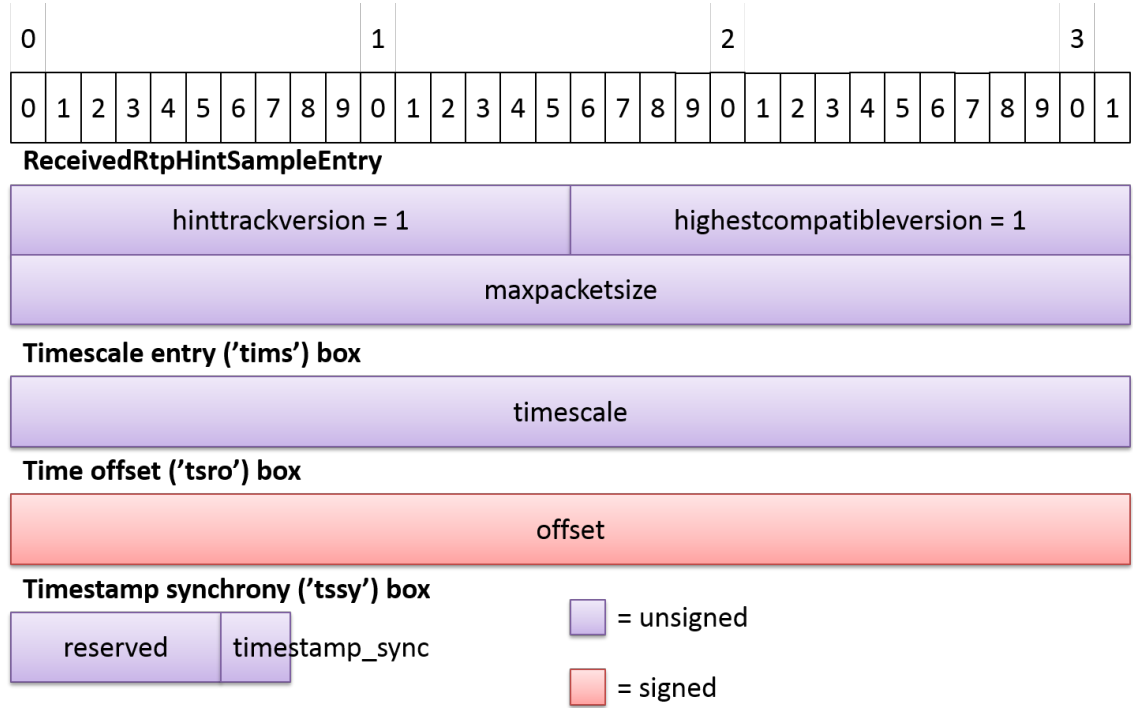 0 1 2 3
0 1 2 3 4 5 6 7 8 9 0 1 2 3 4 5 6 7 8 9 0 1 2 3 4 5 6 7 8 9 0 1
ReceivedRtpHintSampleEntry
hinttrackversion = 1 highestcompatibleversion = 1
maxpacketsize
Timescale entry ('tims') box
timescale
Time offset ('tsro') box
offset
Timestamp synchrony ('tssy') box
reserved timestamp_sync
= unsigned
= signed